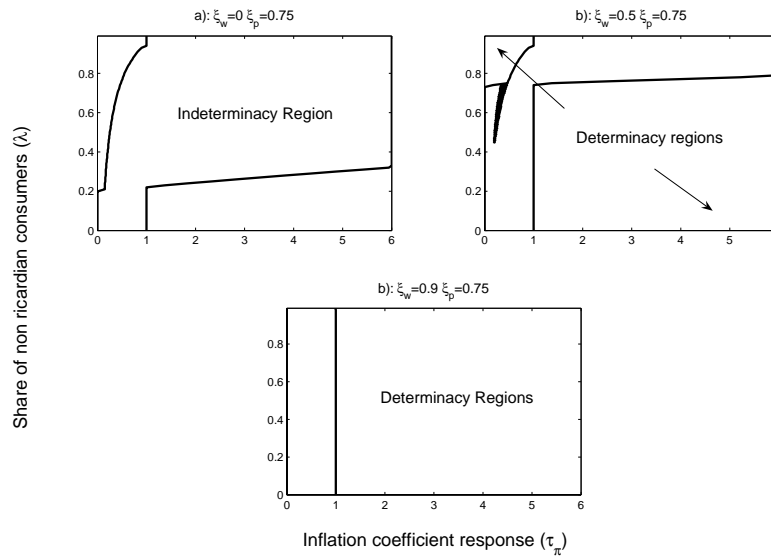 a): ξw=0 ξp=0.75
b): ξw=0.5 ξp=0.75
0.8
0.6
0.4
0.2
0
0 1 2 3 4 5 6
Indeterminacy Region
0.8
0.6
0.4
0.2
0
0 1 2 3 4 5
Determinacy regions
Share of non ricardian consumers (λ)
b): ξw=0.9 ξp=0.75
0.8
0.6
0.4
0.2
0
0 1 2 3 4 5 6
Determinacy Regions
Inflation coefficient response (τπ)